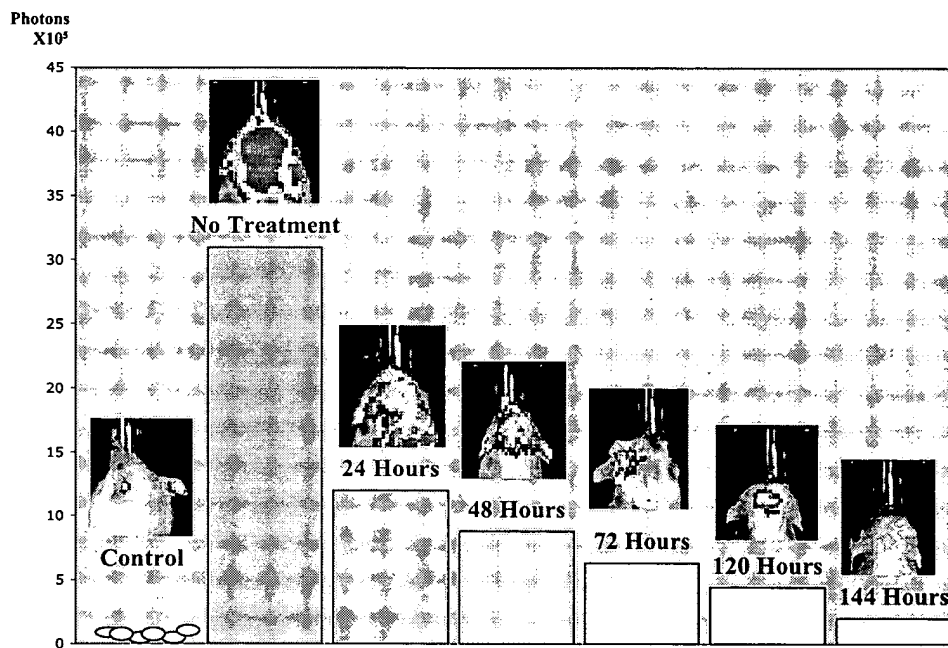 Photons
X10⁵
45
40
35
30
25
20
15
10
5
0
No Treatment
24 Hours
48 Hours
72 Hours
120 Hours
144 Hours
Control